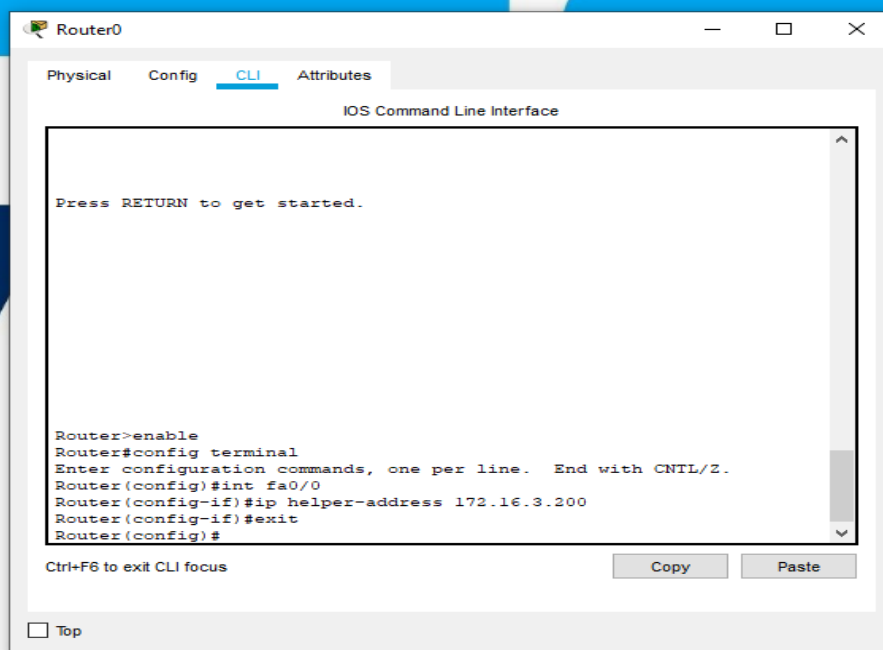 Router0
Physical Config CLI Attributes
IOS Command Line Interface
Press RETURN to get started.
Router>enable
Router#config terminal
Enter configuration commands, one per line.  End with CNTL/Z.
Router(config)#int fa0/0
Router(config-if)#ip helper-address 172.16.3.200
Router(config-if)#exit
Router(config)#
Ctrl+F6 to exit CLI focus
Copy Paste
Top